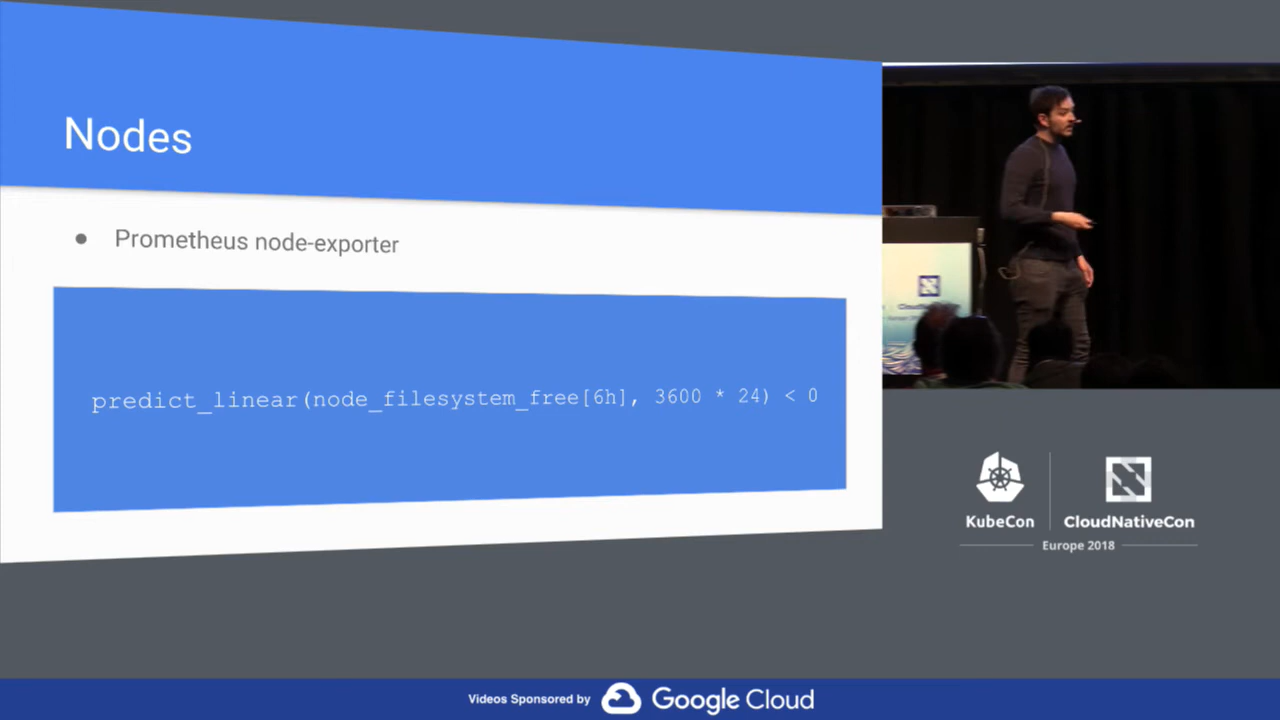 Nodes
● Prometheus node-exporter
predict_linear(node_filesystem_free[6h], 3600 * 24) < 0
KubeCon
CloudNativeCon
Europe 2018
Videos Sponsored by Google Cloud